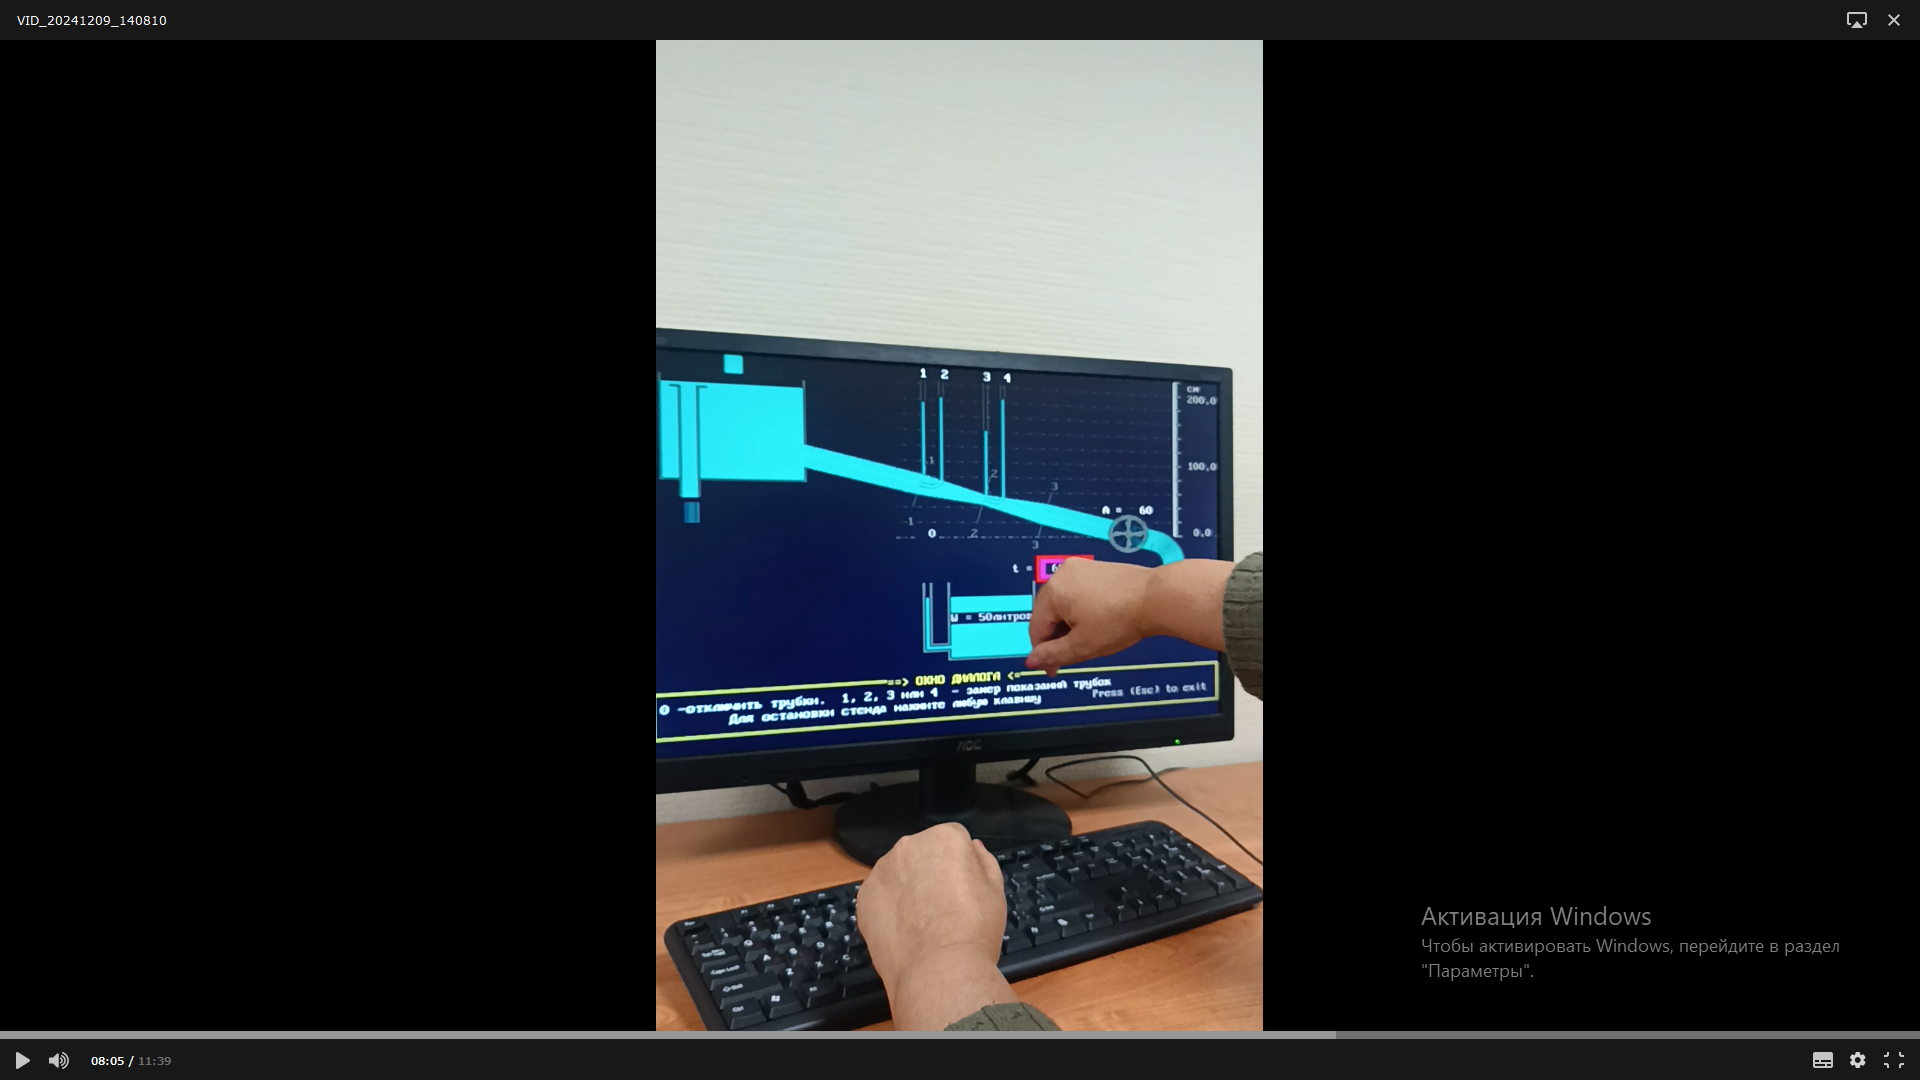 VID_20241209_140810
1 2 3 4
см
200,0
1
100,0
2
3
A = 60
1
0
2
0,0
3
t =
W = 50литров
==> ОКНО ДИАЛОГА <=
0 -отключить трубки. 1, 2, 3 или 4 - замер показаний трубок
Для остановки стенда нажмите любую клавишу
Press (Esc) to exit
AOC
Активация Windows
Чтобы активировать Windows, перейдите в раздел
"Параметры".
08:05 / 11:39